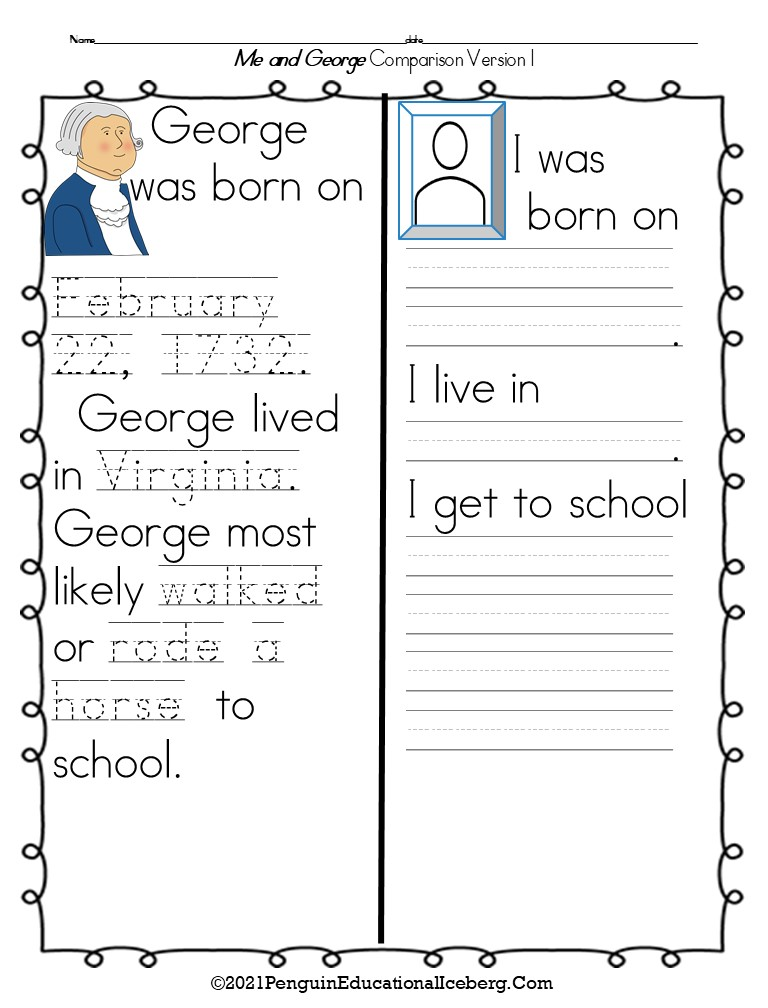 Name date
Me and George Comparison Version 1
George
was born on
February
22, 1732.
George lived
in Virginia.
George most
likely walked
or rode a
horse to
school.
I was
born on
.
I live in
.
I get to school
©2021PenguinEducationalIceberg.Com